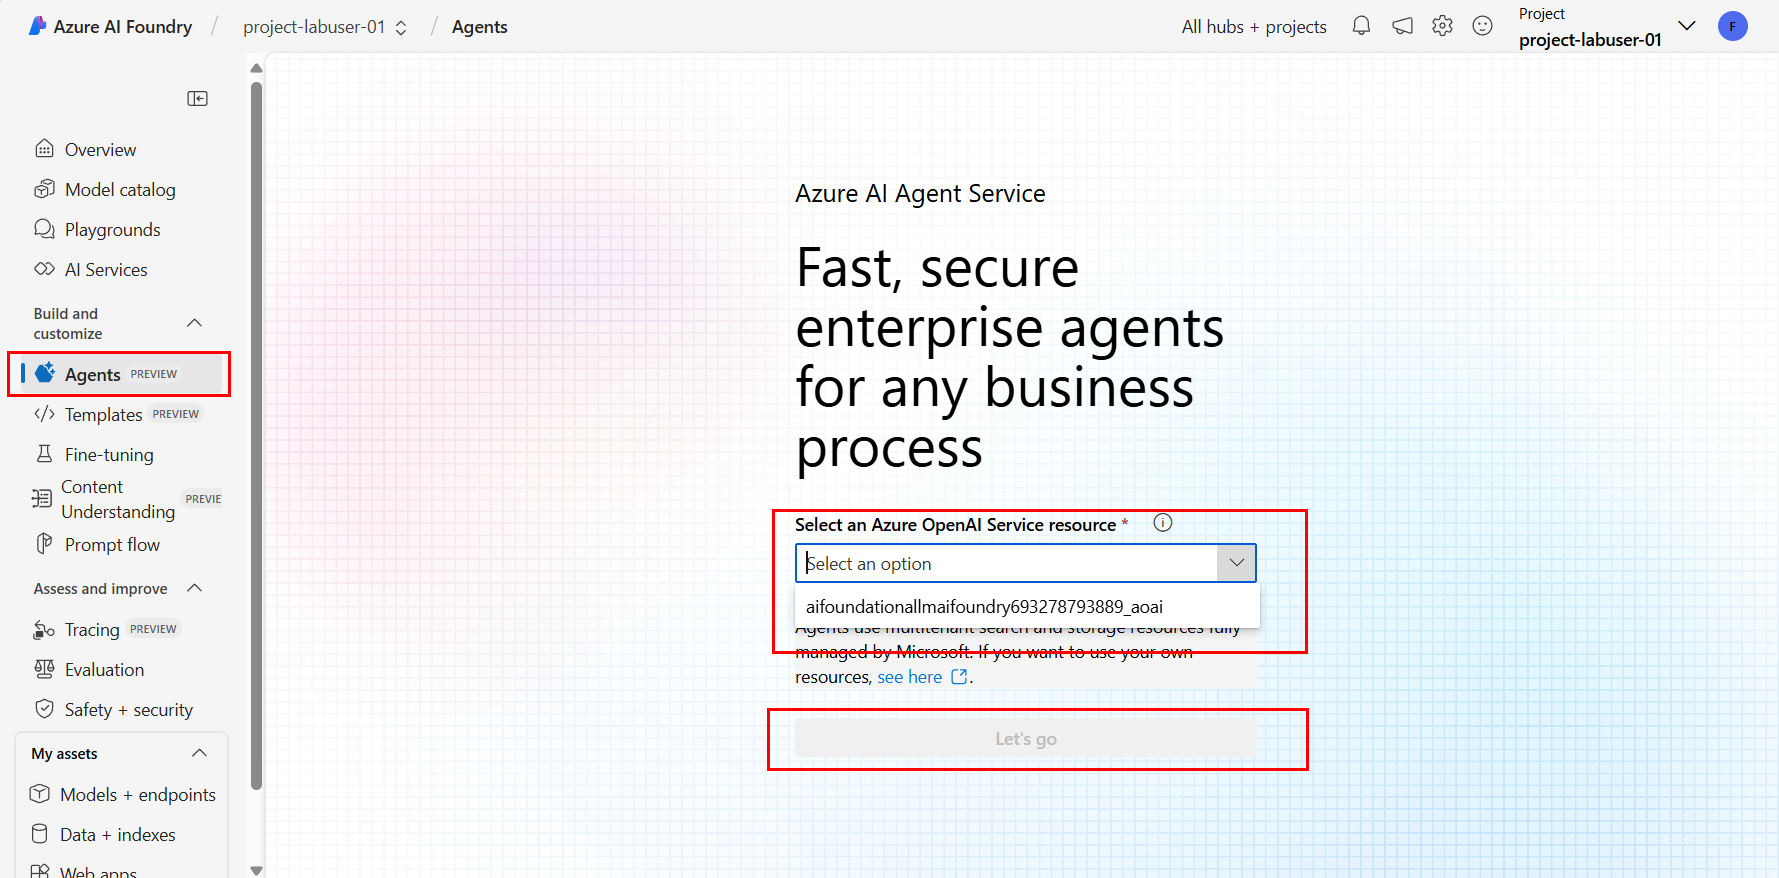 Azure AI Foundry / project-labuser-01 / Agents
All hubs + projects
Project
project-labuser-01
F
Overview
Model catalog
Playgrounds
AI Services
Build and
customize
Agents PREVIEW
Templates PREVIEW
Fine-tuning
Content
Understanding PREVIE
Prompt flow
Assess and improve
Tracing PREVIEW
Evaluation
Safety + security
My assets
Models + endpoints
Data + indexes
Web apps
Azure AI Agent Service
Fast, secure
enterprise agents
for any business
process
Select an Azure OpenAI Service resource *
Select an option
aifoundationallmaifoundry693278793889_aoai
Agents use multitenant search and storage resources fully
managed by Microsoft. If you want to use your own
resources, see here .
Let's go